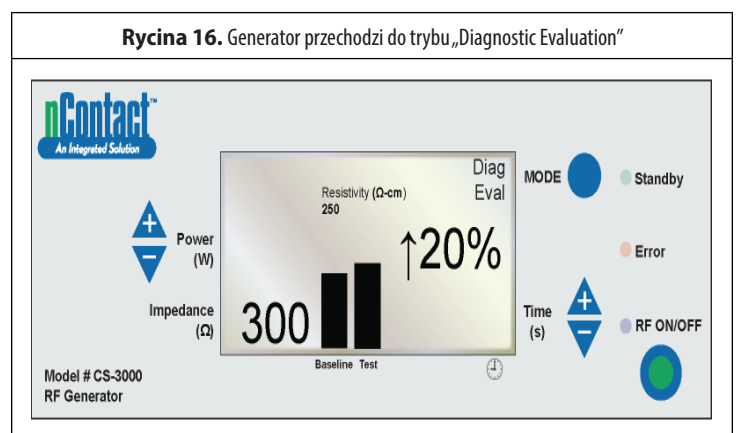 Rycina 16. Generator przechodzi do trybu „Diagnostic Evaluation”
nContact™
An Integrated Solution
Diag
Eval
Resistivity (Ω-cm)
250
MODE
Standby
+
−
Power
(W)
↑20%
Error
Impedance
(Ω)
300
Time
(s)
+
−
RF ON/OFF
Baseline Test
Model # CS-3000
RF Generator